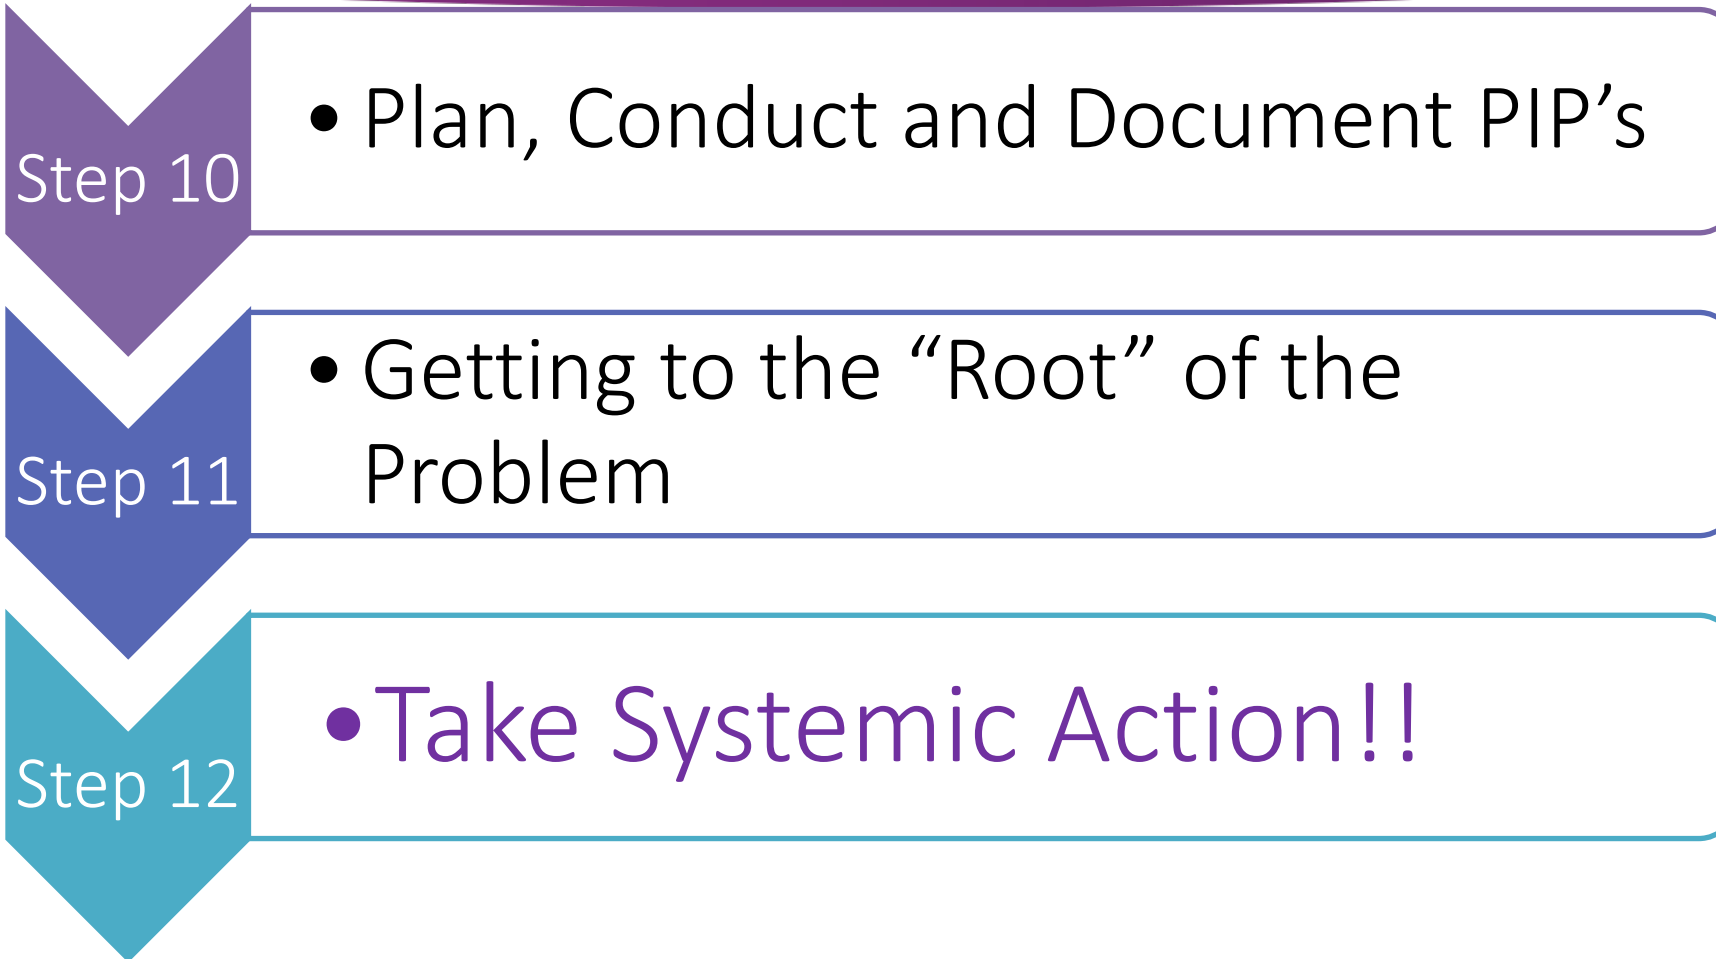 Step 10
• Plan, Conduct and Document PIP’s
Step 11
• Getting to the “Root” of the
Problem
Step 12
•Take Systemic Action!!